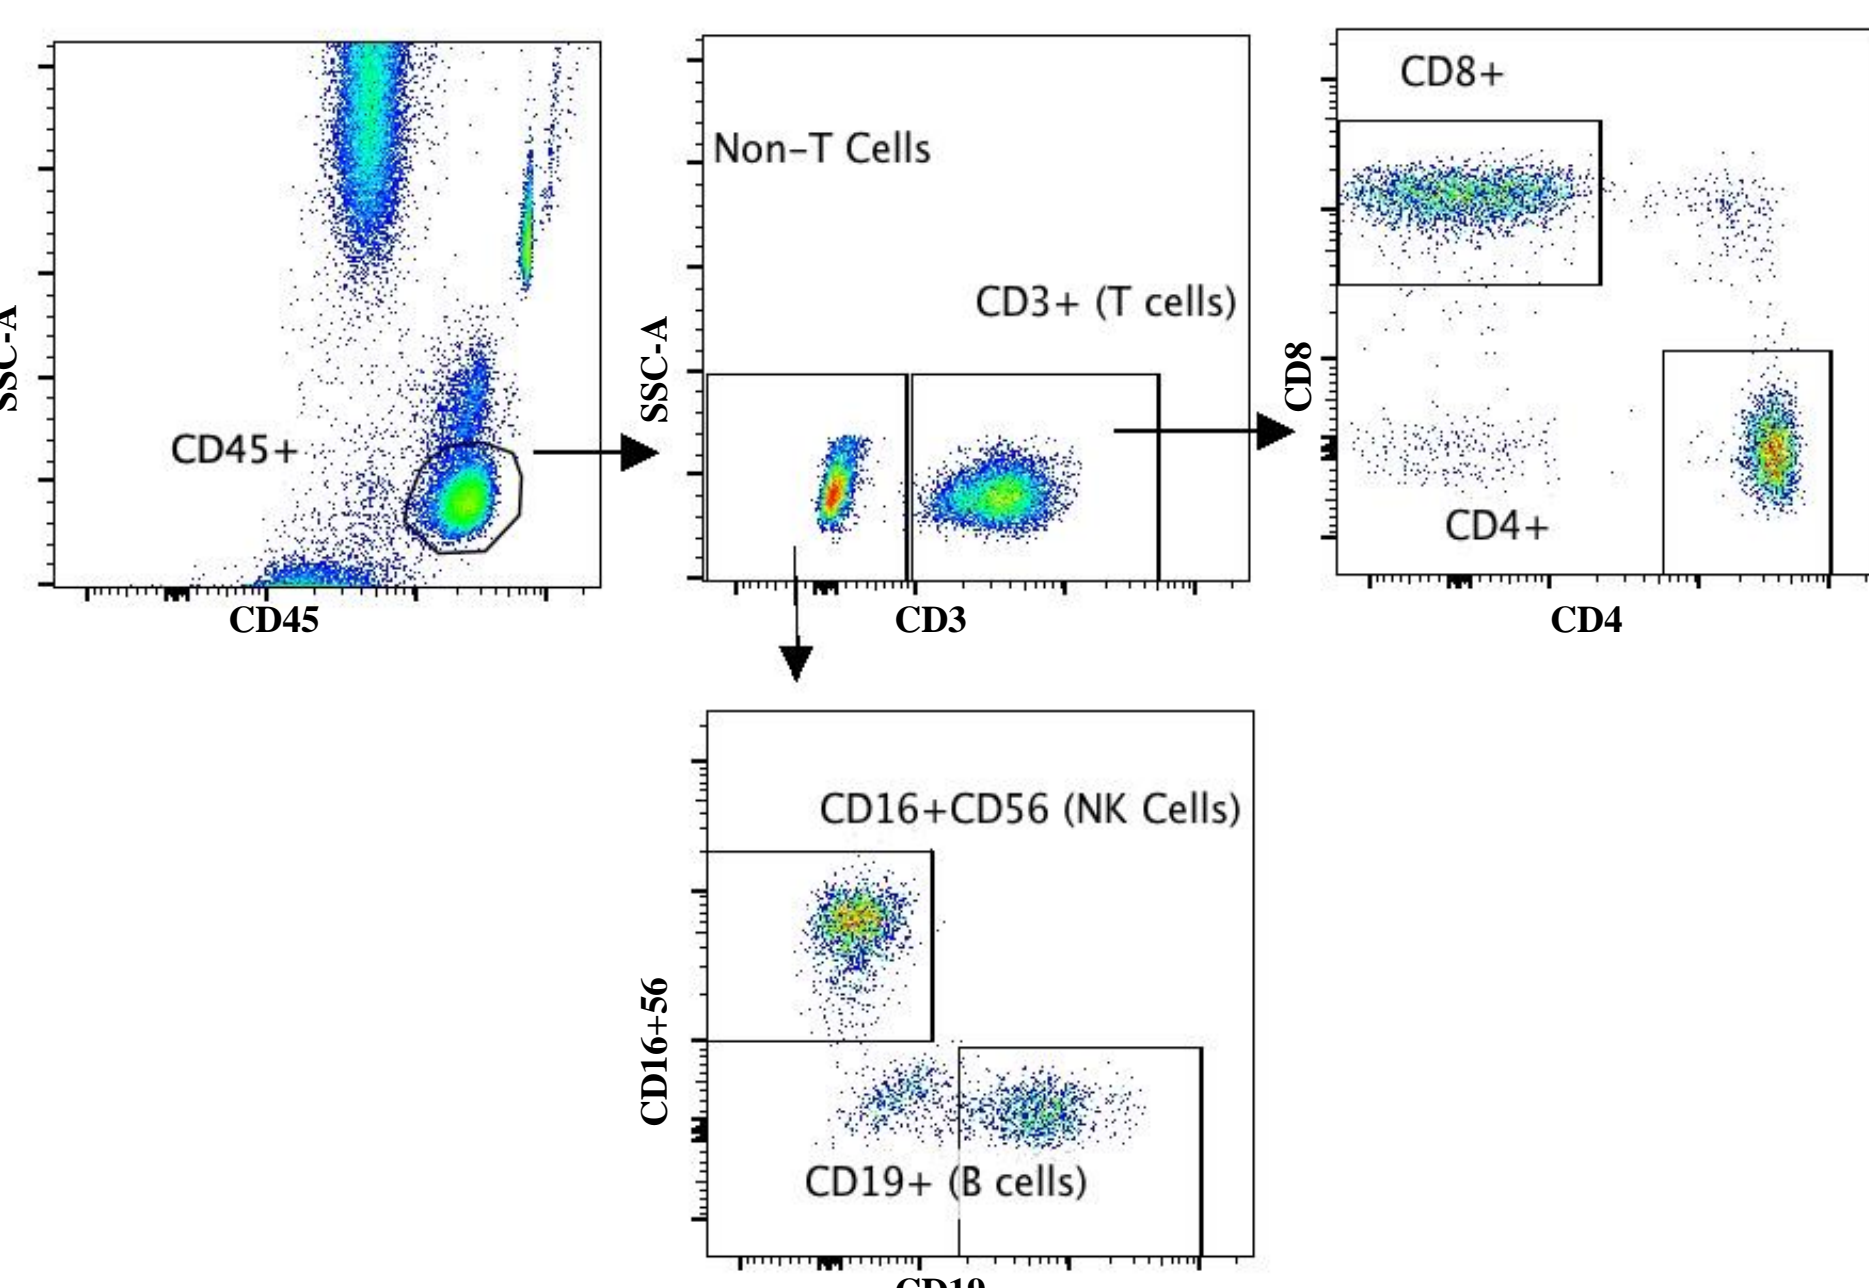 CD8+
Non-T Cells
CD3+ (T cells)
SSC-A
SSC-A
CD8
CD45+
CD4+
CD45
CD3
CD4
CD16+CD56 (NK Cells)
CD16+56
CD19+ (B cells)
CD19